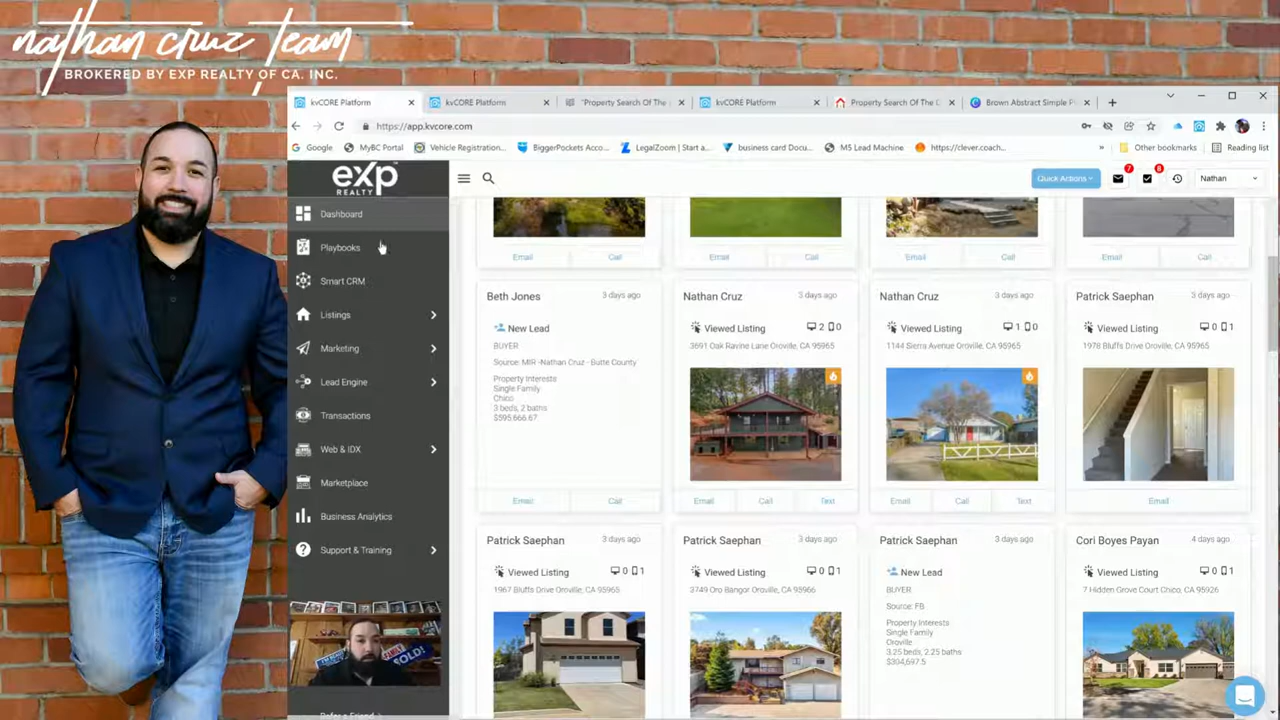 nathan cruz team
BROKERED BY EXP REALTY OF CA. INC.
kvCORE Platform
kvCORE Platform
"Property Search Of The
kvCORE Platform
Property Search Of The
Brown Abstract Simple P
https://app.kvcore.com
Google
MyBC Portal
Vehicle Registration...
BiggerPockets Acco...
LegalZoom | Start a...
business card Docu...
M5 Lead Machine
https://clever.coach...
»
Other bookmarks
Reading list
exp
REALTY
Quick Actions
7
8
Nathan
Dashboard
Playbooks
Smart CRM
Listings
Marketing
Lead Engine
Transactions
Web & IDX
Marketplace
Business Analytics
Support & Training
SOLD!
Refer a Friend
Email Call
Email Call
Email Call
Email Call
Beth Jones 3 days ago
New Lead
BUYER
Source: MIR -Nathan Cruz - Butte County
Property Interests
Single Family
Chico
3 beds, 2 baths
$595,666.67
Email Call
Nathan Cruz 3 days ago
Viewed Listing 2 0
3691 Oak Ravine Lane Oroville, CA 95965
Email Call Text
Nathan Cruz 3 days ago
Viewed Listing 1 0
1144 Sierra Avenue Oroville, CA 95965
Email Call Text
Patrick Saephan 3 days ago
Viewed Listing 0 1
1978 Bluffs Drive Oroville, CA 95965
Email
Patrick Saephan 3 days ago
Viewed Listing 0 1
1967 Bluffs Drive Oroville, CA 95965
Patrick Saephan 3 days ago
Viewed Listing 0 1
3749 Oro Bangor Oroville, CA 95966
Patrick Saephan 3 days ago
New Lead
BUYER
Source: FB
Property Interests
Single Family
Oroville
3.25 beds, 2.25 baths
$304,697.5
Cori Boyes Payan 4 days ago
Viewed Listing 0 1
7 Hidden Grove Court Chico, CA 95926